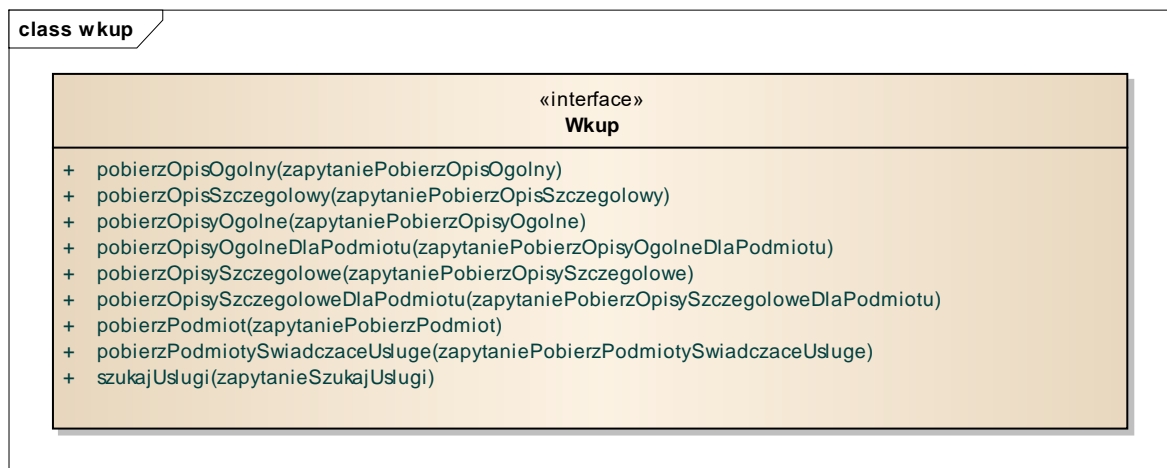 class wkup
«interface»
Wkup
+ pobierzOpisOgolny(zapytaniePobierzOpisOgolny)
+ pobierzOpisSzczegolowy(zapytaniePobierzOpisSzczegolowy)
+ pobierzOpisyOgolne(zapytaniePobierzOpisyOgolne)
+ pobierzOpisyOgolneDlaPodmiotu(zapytaniePobierzOpisyOgolneDlaPodmiotu)
+ pobierzOpisySzczegolowe(zapytaniePobierzOpisySzczegolowe)
+ pobierzOpisySzczegoloweDlaPodmiotu(zapytaniePobierzOpisySzczegoloweDlaPodmiotu)
+ pobierzPodmiot(zapytaniePobierzPodmiot)
+ pobierzPodmiotySwiadczaceUsluge(zapytaniePobierzPodmiotySwiadczaceUsluge)
+ szukajUslugi(zapytanieSzukajUslugi)